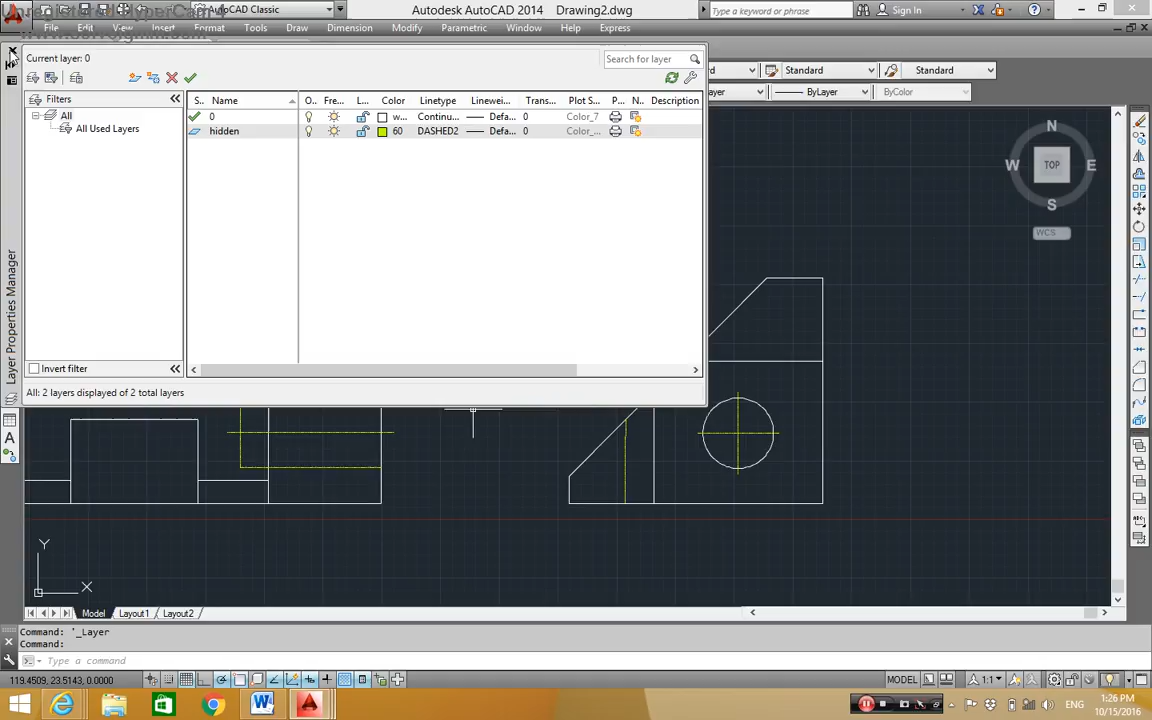 Unregistered HyperCam 4
AutoCAD Classic
Autodesk AutoCAD 2014 Drawing2.dwg
Type a keyword or phrase
Sign In
File Edit View Insert Format Tools Draw Dimension Modify Parametric Window Help Express
Current layer: 0
Search for layer
Standard
Standard
ByLayer
ByColor
Filters
All
All Used Layers
S.. Name O.. Fre... L... Color Linetype Linewei... Trans... Plot S... P... N.. Description
0 w... Continu... Defa... 0 Color_7
hidden 60 DASHED2 Defa... 0 Color_...
Layer Properties Manager
Invert filter
All: 2 layers displayed of 2 total layers
N
W TOP E
S
WCS
Y
X
Model Layout1 Layout2
Command: '_Layer
Command:
Type a command
119.4509, 23.5143, 0.0000
MODEL
1:1
ENG
1:26 PM
10/15/2016